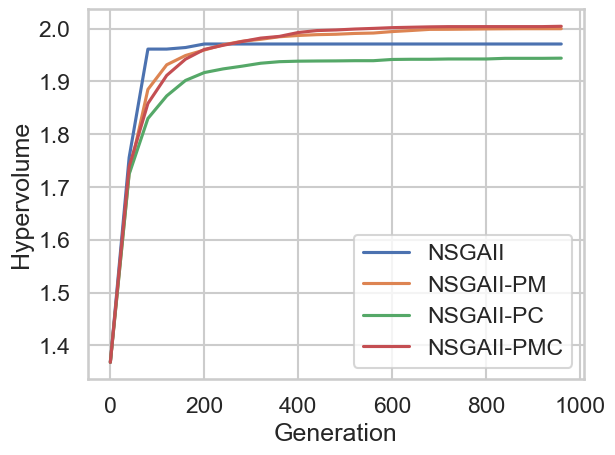 2.0
1.9
1.8
1.7
1.6
1.5
1.4
Hypervolume
NSGAII
NSGAII-PM
NSGAII-PC
NSGAII-PMC
0 200 400 600 800 1000
Generation